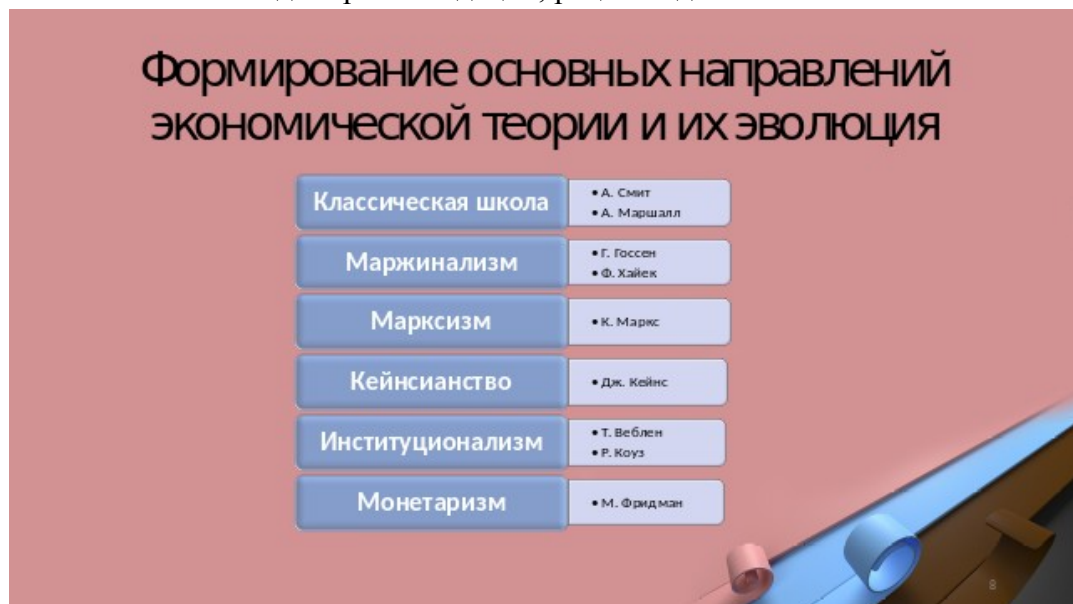 Формирование основных направлений
экономической теории и их эволюция
Классическая школа
• А. Смит
• А. Маршалл
Маржинализм
• Г. Госсен
• Ф. Хайек
Марксизм
• К. Маркс
Кейнсианство
• Дж. Кейнс
Институционализм
• Т. Веблен
• Р. Коуз
Монетаризм
• М. Фридман
8